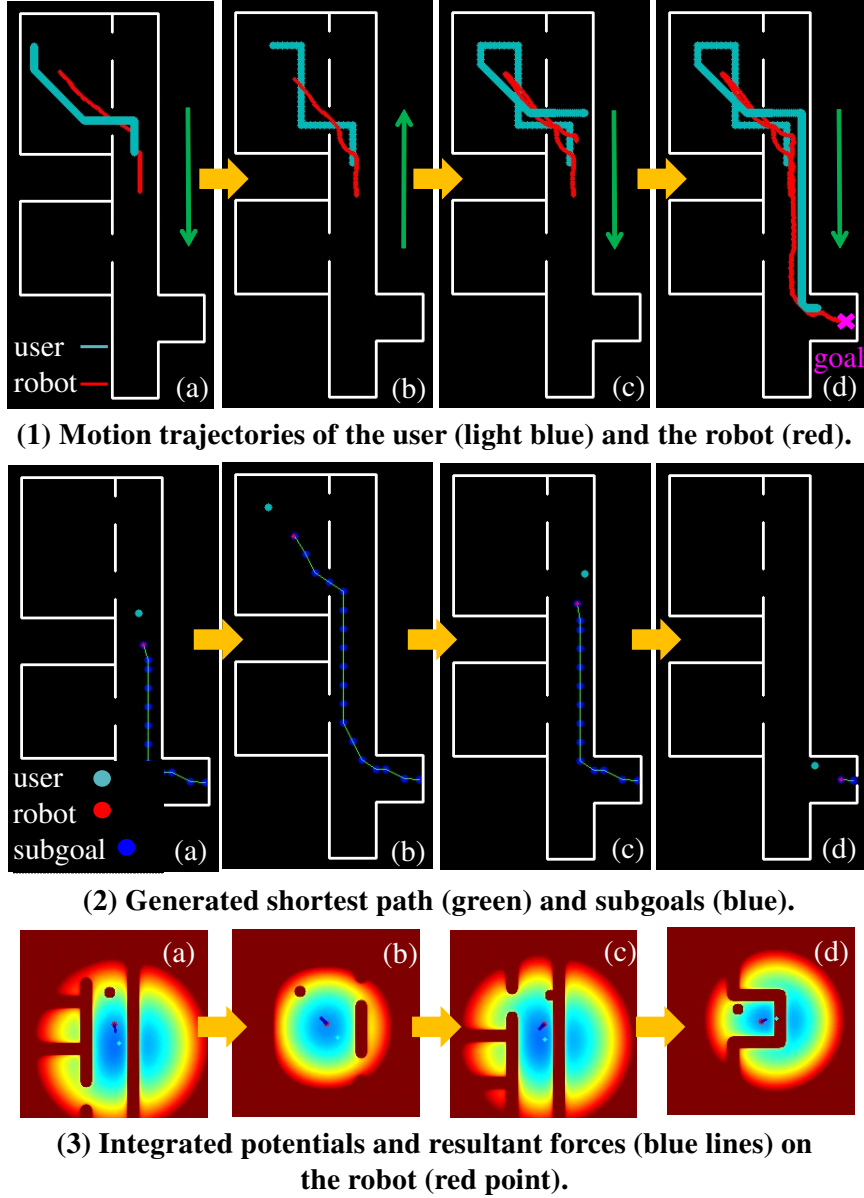 user
robot
(a)
(b)
(c)
goal
(d)
(1) Motion trajectories of the user (light blue) and the robot (red).
user
robot
subgoal
(a)
(b)
(c)
(d)
(2) Generated shortest path (green) and subgoals (blue).
(a)
(b)
(c)
(d)
(3) Integrated potentials and resultant forces (blue lines) on
the robot (red point).